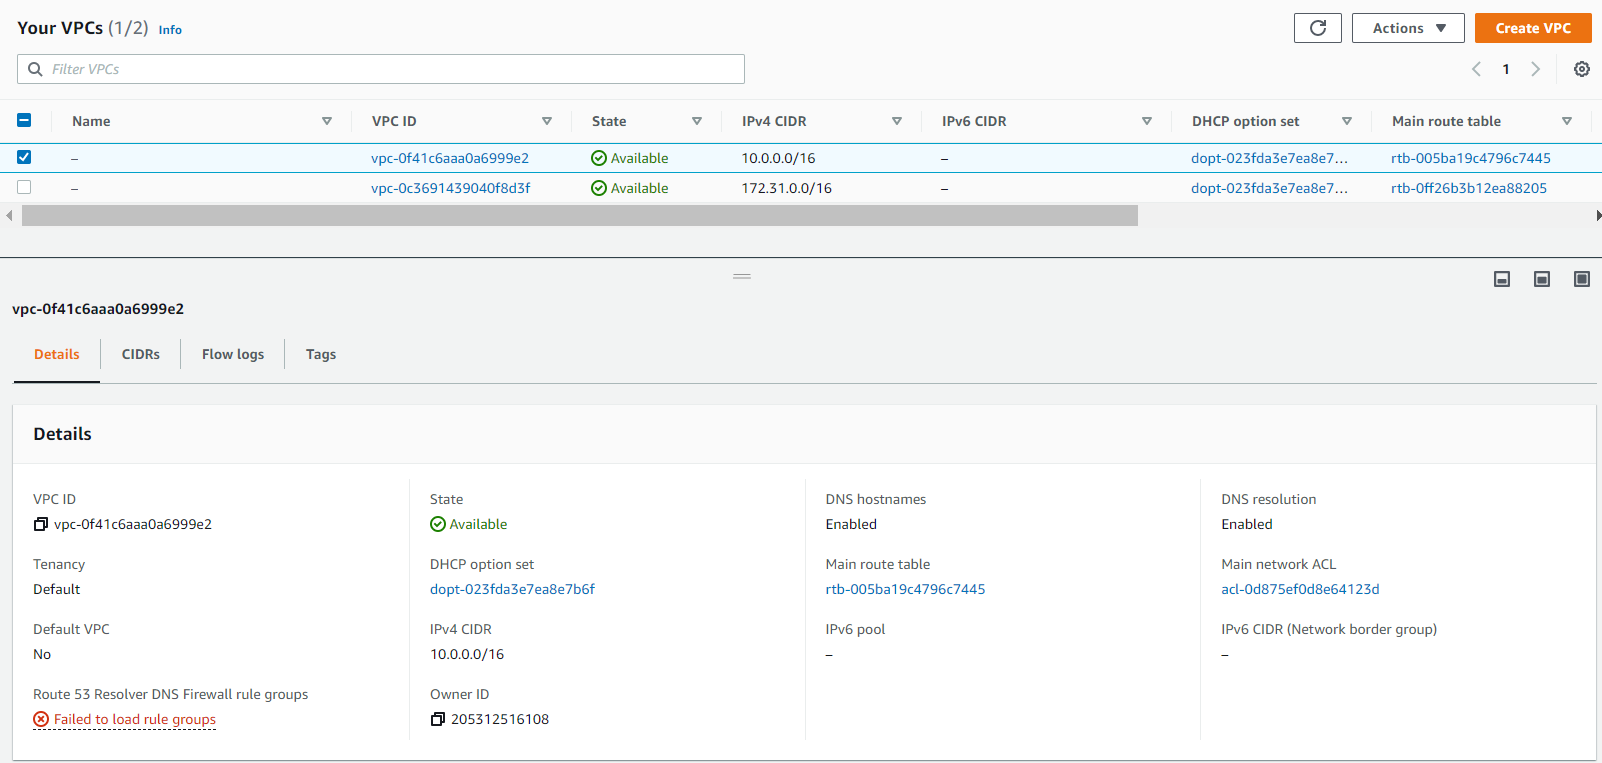 Your VPCs (1/2) Info
Actions
Create VPC
Filter VPCs
1
Name VPC ID State IPv4 CIDR IPv6 CIDR DHCP option set Main route table
– vpc-0f41c6aaa0a6999e2 Available 10.0.0.0/16 – dopt-023fda3e7ea8e7... rtb-005ba19c4796c7445
– vpc-0c3691439040f8d3f Available 172.31.0.0/16 – dopt-023fda3e7ea8e7... rtb-0ff26b3b12ea88205
vpc-0f41c6aaa0a6999e2
Details CIDRs Flow logs Tags
Details
VPC ID State DNS hostnames DNS resolution
vpc-0f41c6aaa0a6999e2 Available Enabled Enabled
Tenancy DHCP option set Main route table Main network ACL
Default dopt-023fda3e7ea8e7b6f rtb-005ba19c4796c7445 acl-0d875ef0d8e64123d
Default VPC IPv4 CIDR IPv6 pool IPv6 CIDR (Network border group)
No 10.0.0.0/16 – –
Route 53 Resolver DNS Firewall rule groups Owner ID
Failed to load rule groups 205312516108